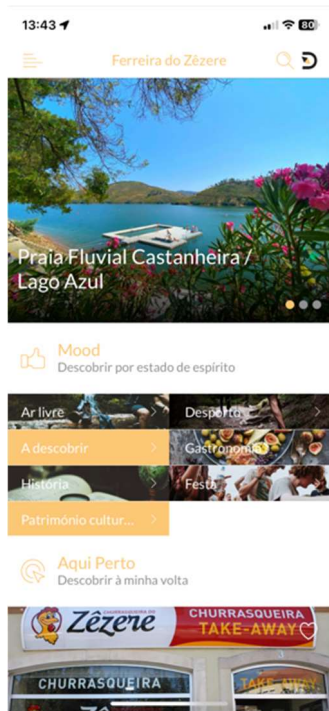 13:43
80
Ferreira do Zêzere
Praia Fluvial Castanheira /
Lago Azul
Mood
Descobrir por estado de espírito
Ar livre
Desporto
A descobrir
Gastronomia
História
Festa
Património cultur...
Aqui Perto
Descobrir à minha volta
CHURRASQUEIRA DO
Zêzere
CHURRASQUEIRA
TAKE-AWAY
CHURRASQUEIRA
TAKE-AWAY